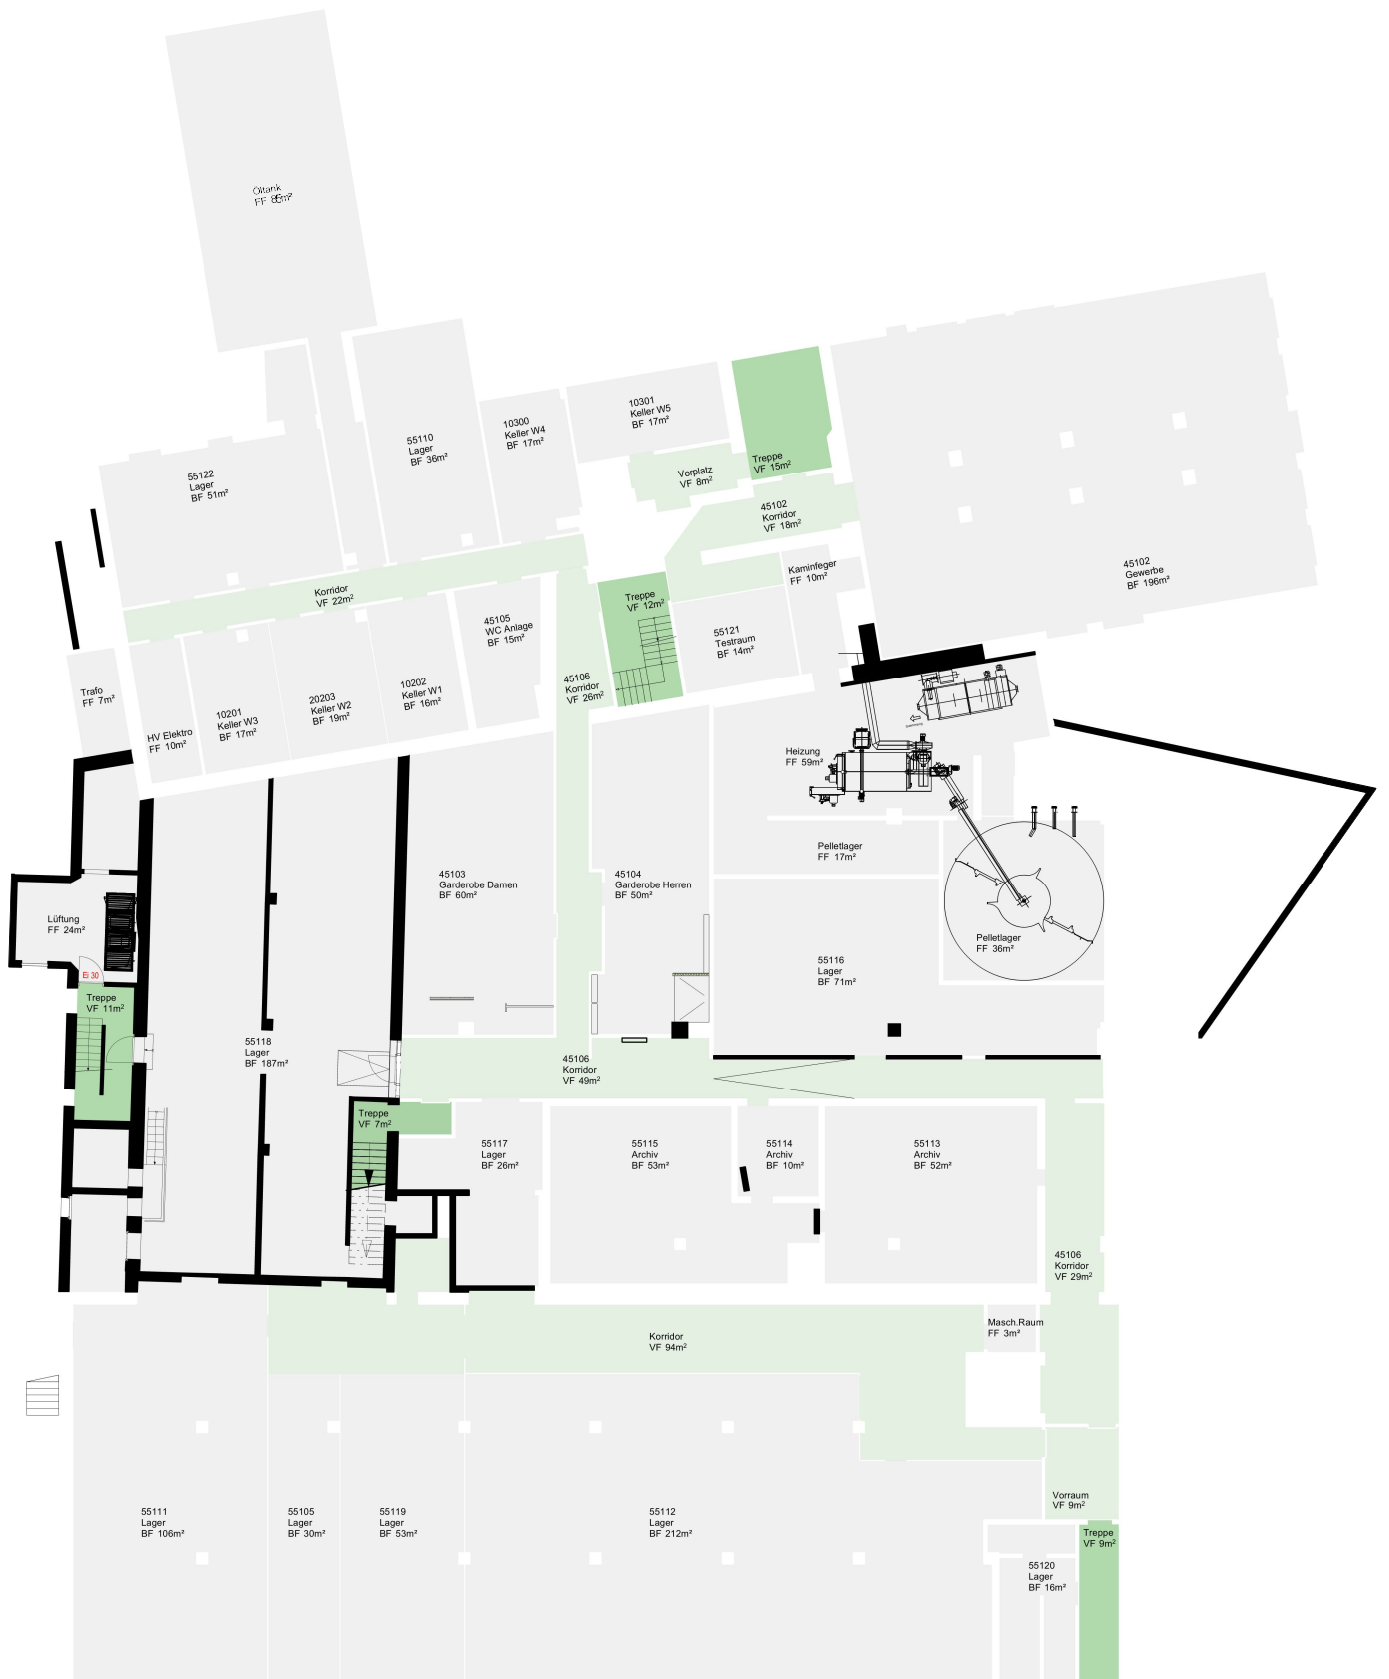 Öltank
10301
Keller W5
BF 17m²
10300
Keller W4
BF 17m²
55110
Lager
BF 36m²
Treppe
VF 15m²
Vorplatz
VF 8m²
55122
Lager
BF 51m²
45102
Korridor
VF 18m²
45102
Gewerbe
BF 196m²
Kaminfeger
FF 10m²
Korridor
VF 22m²
Treppe
VF 12m²
45105
WC Anlage
BF 15m²
55121
Testraum
BF 14m²
45106
Korridor
VF 26m²
Trafo
FF 7m²
10202
Keller W1
BF 16m²
20203
Keller W2
BF 19m²
10201
Keller W3
BF 17m²
HV Elektro
FF 10m²
Heizung
FF 59m²
Pelletlager
FF 17m²
45103
Garderobe Damen
BF 60m²
45104
Garderobe Herren
BF 50m²
Lüftung
FF 24m²
Pelletlager
FF 36m²
55116
Lager
BF 71m²
Ei 30
Treppe
VF 11m²
55118
Lager
BF 187m²
45106
Korridor
VF 49m²
Treppe
VF 7m²
55117
Lager
BF 26m²
55115
Archiv
BF 53m²
55114
Archiv
BF 10m²
55113
Archiv
BF 52m²
45106
Korridor
VF 29m²
Masch.Raum
FF 3m²
Korridor
VF 94m²
Vorraum
VF 9m²
55111
Lager
BF 106m²
55105
Lager
BF 30m²
55119
Lager
BF 53m²
55112
Lager
BF 212m²
Treppe
VF 9m²
55120
Lager
BF 16m²